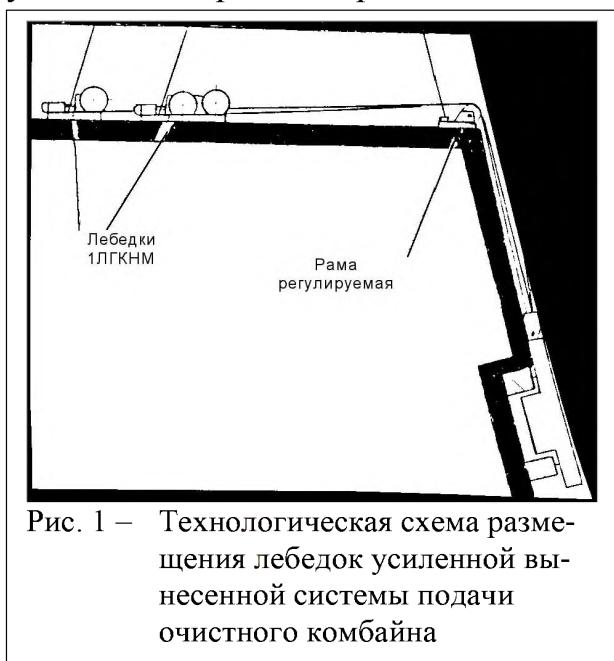 Лебедки
1ЛГКНМ
Рама
регулируемая
Рис. 1 – Технологическая схема разме-
щения лебедок усиленной вы-
несенной системы подачи
очистного комбайна